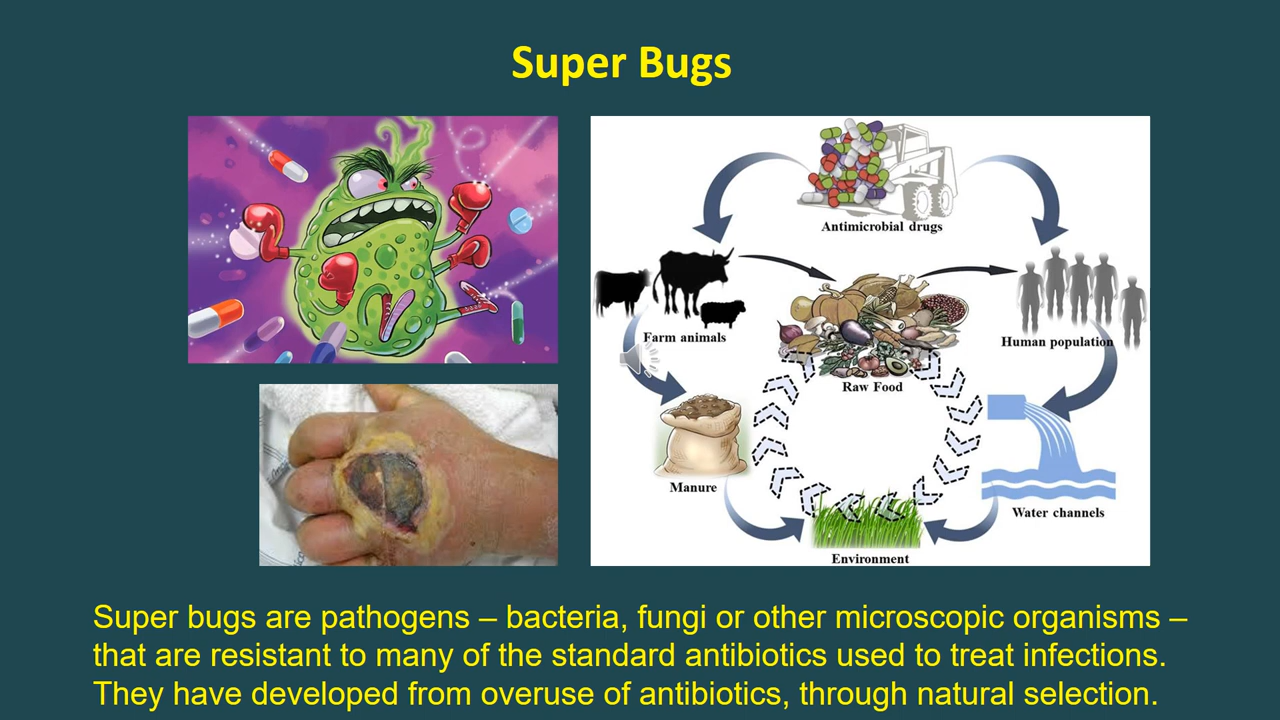 Super Bugs
Antimicrobial drugs
Farm animals
Human population
Raw Food
Manure
Water channels
Environment
Super bugs are pathogens – bacteria, fungi or other microscopic organisms –
that are resistant to many of the standard antibiotics used to treat infections.
They have developed from overuse of antibiotics, through natural selection.